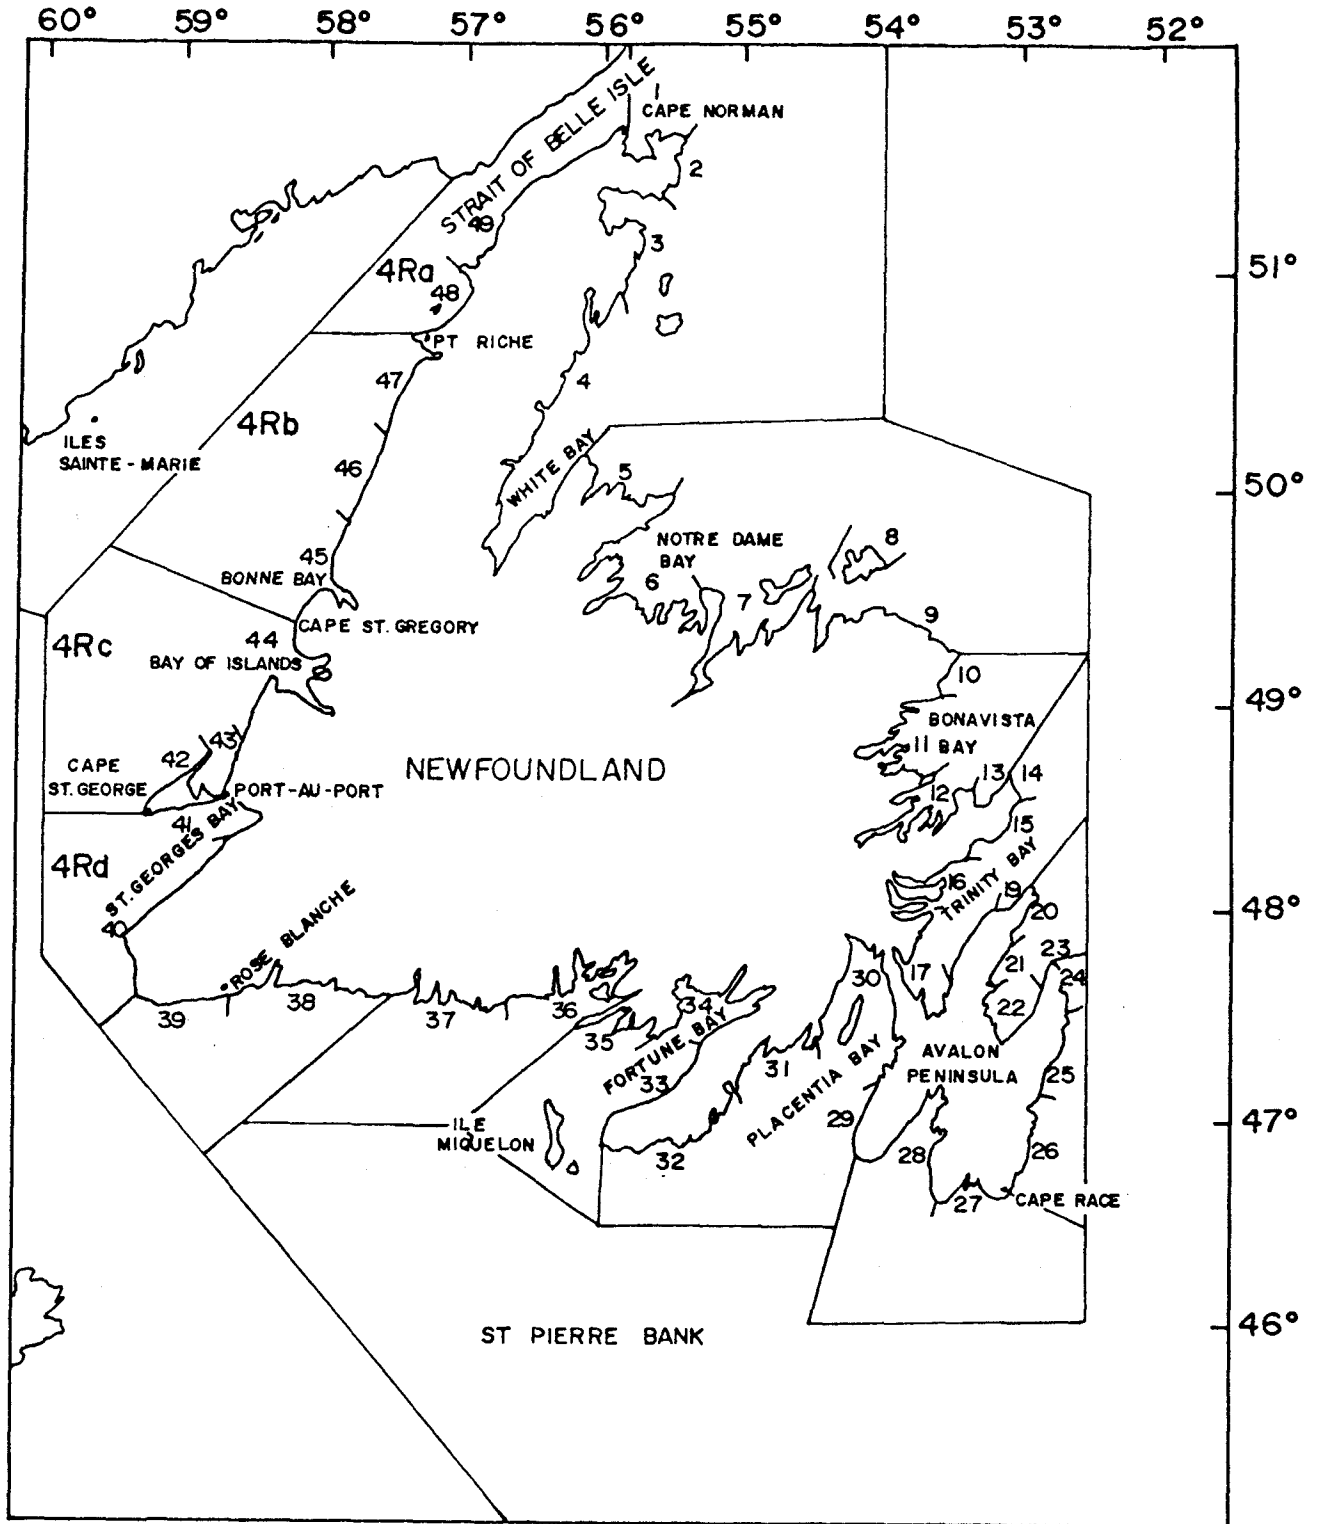 60° 59° 58° 57° 56° 55° 54° 53° 52°
STRAIT OF BELLE ISLE
1
CAPE NORMAN
2
49
3
51°
4Ra
48
PT RICHE
47
4
4Rb
ILES
SAINTE-MARIE
46
WHITE BAY
5
50°
NOTRE DAME
BAY
8
45
BONNE BAY
6
7
9
CAPE ST. GREGORY
4Rc
44
BAY OF ISLANDS
10
49°
BONAVISTA
BAY
11
43
42
CAPE
ST. GEORGE
NEWFOUNDLAND
13
14
PORT-AU-PORT
12
41
15
ST. GEORGES BAY
4Rd
TRINITY BAY
16
19
20
48°
40
ROSE BLANCHE
23
21
24
17
30
22
39
38
37
36
34
35
FORTUNE BAY
AVALON
PENINSULA
31
25
33
PLACENTIA BAY
47°
29
ILE
MIQUELON
32
28
26
27
CAPE RACE
46°
ST PIERRE BANK